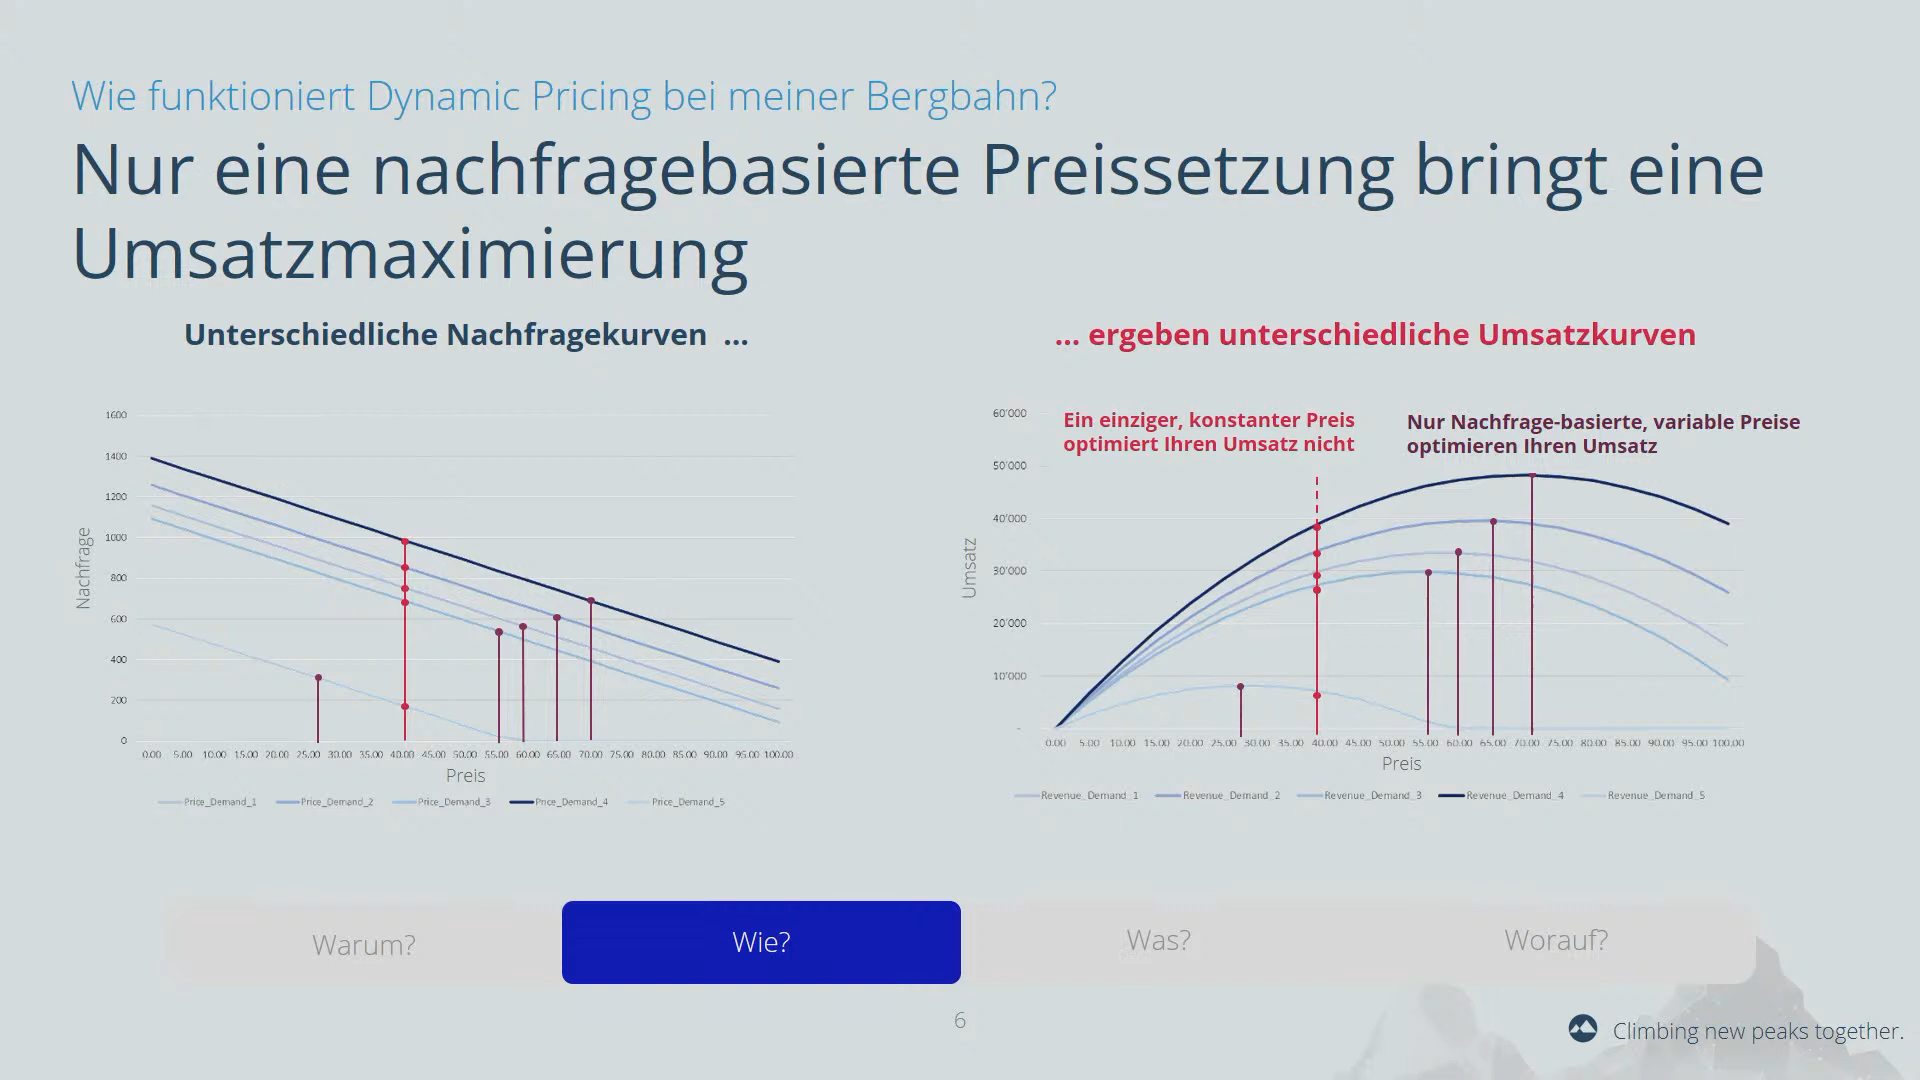 Wie funktioniert Dynamic Pricing bei meiner Bergbahn?
Nur eine nachfragebasierte Preissetzung bringt eine
Umsatzmaximierung
Unterschiedliche Nachfragekurven ...
1600
1400
1200
1000
800
600
400
200
0
Nachfrage
0.00 5.00 10.00 15.00 20.00 25.00 30.00 35.00 40.00 45.00 50.00 55.00 60.00 65.00 70.00 75.00 80.00 85.00 90.00 95.00 100.00
Preis
Price_Demand_1 Price_Demand_2 Price_Demand_3 Price_Demand_4 Price_Demand_5
... ergeben unterschiedliche Umsatzkurven
Ein einziger, konstanter Preis
optimiert Ihren Umsatz nicht
Nur Nachfrage-basierte, variable Preise
optimieren Ihren Umsatz
60'000
50'000
40'000
30'000
20'000
10'000
-
Umsatz
0.00 5.00 10.00 15.00 20.00 25.00 30.00 35.00 40.00 45.00 50.00 55.00 60.00 65.00 70.00 75.00 80.00 85.00 90.00 95.00 100.00
Preis
Revenue_Demand_1 Revenue_Demand_2 Revenue_Demand_3 Revenue_Demand_4 Revenue_Demand_5
Warum? Wie? Was? Worauf?
6
Climbing new peaks together.